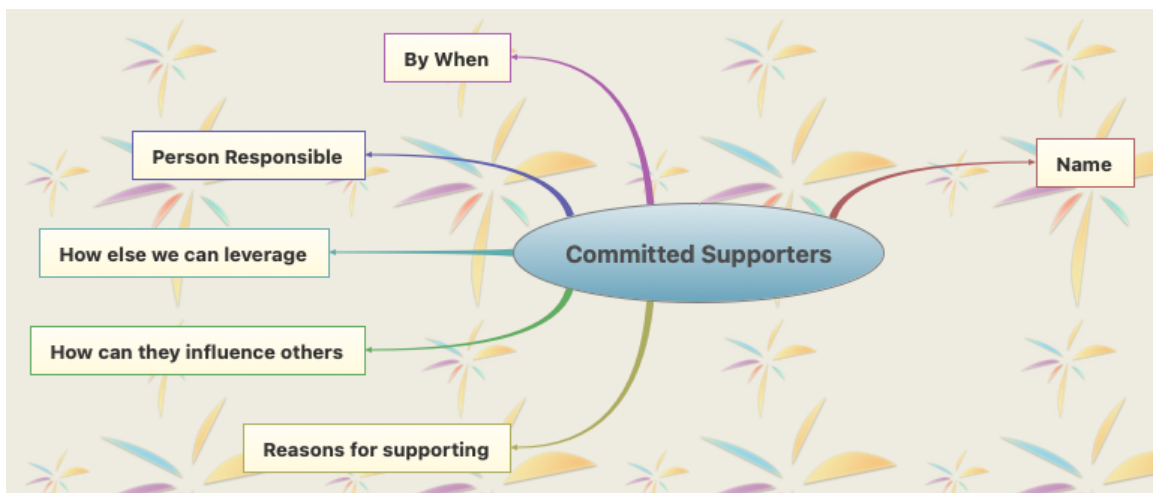 By When
Person Responsible
Name
How else we can leverage
Committed Supporters
How can they influence others
Reasons for supporting